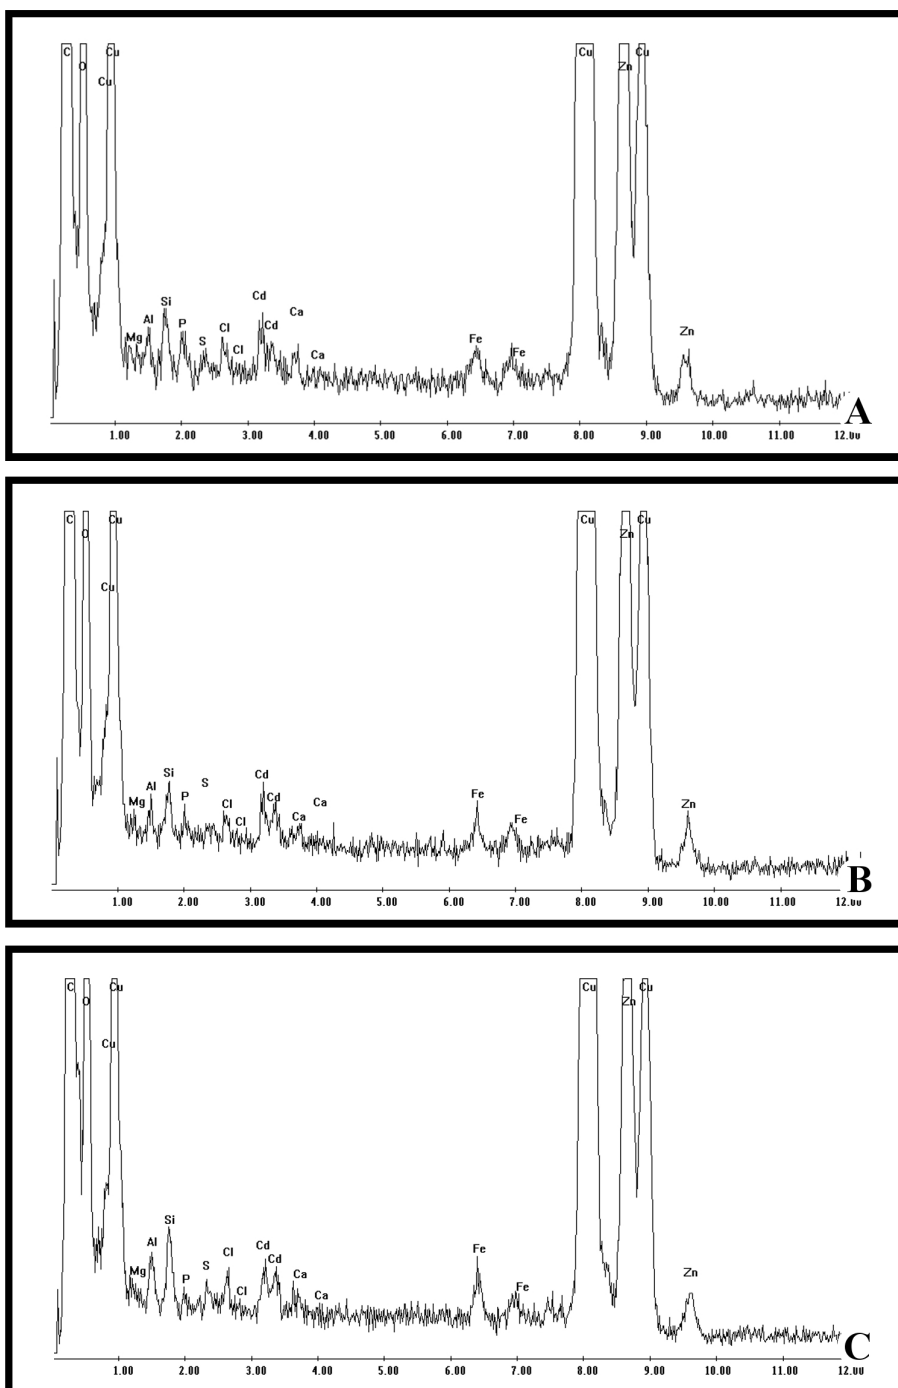 C Cu Cu Cu
O Zn
Cu
Cd
Si Ca
Al P Cl Cd
Mg S Cl Ca Fe Fe Zn
A
1.00 2.00 3.00 4.00 5.00 6.00 7.00 8.00 9.00 10.00 11.00 12.00
C Cu Cu Cu
O Zn
Cu
Si Cd
Al S
Mg P Cl Cd Ca Fe Zn
Cl Ca Fe
B
1.00 2.00 3.00 4.00 5.00 6.00 7.00 8.00 9.00 10.00 11.00 12.00
C Cu Cu Cu
O Zn
Cu
Si
Al Cl Cd Fe
Mg S Cd Zn
P Cl Ca Ca Fe
C
1.00 2.00 3.00 4.00 5.00 6.00 7.00 8.00 9.00 10.00 11.00 12.00